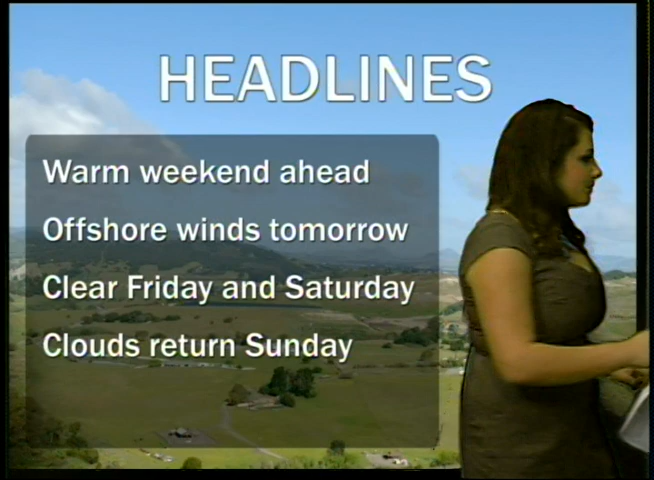 HEADLINES
Warm weekend ahead
Offshore winds tomorrow
Clear Friday and Saturday
Clouds return Sunday